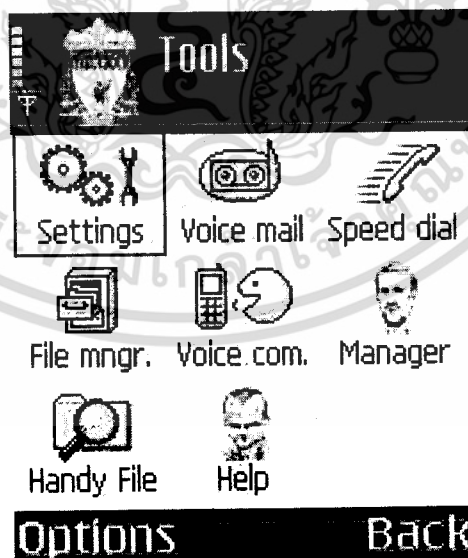 Tools
Settings Voice mail Speed dial
File mngr. Voice com. Manager
Handy File Help
Options Back